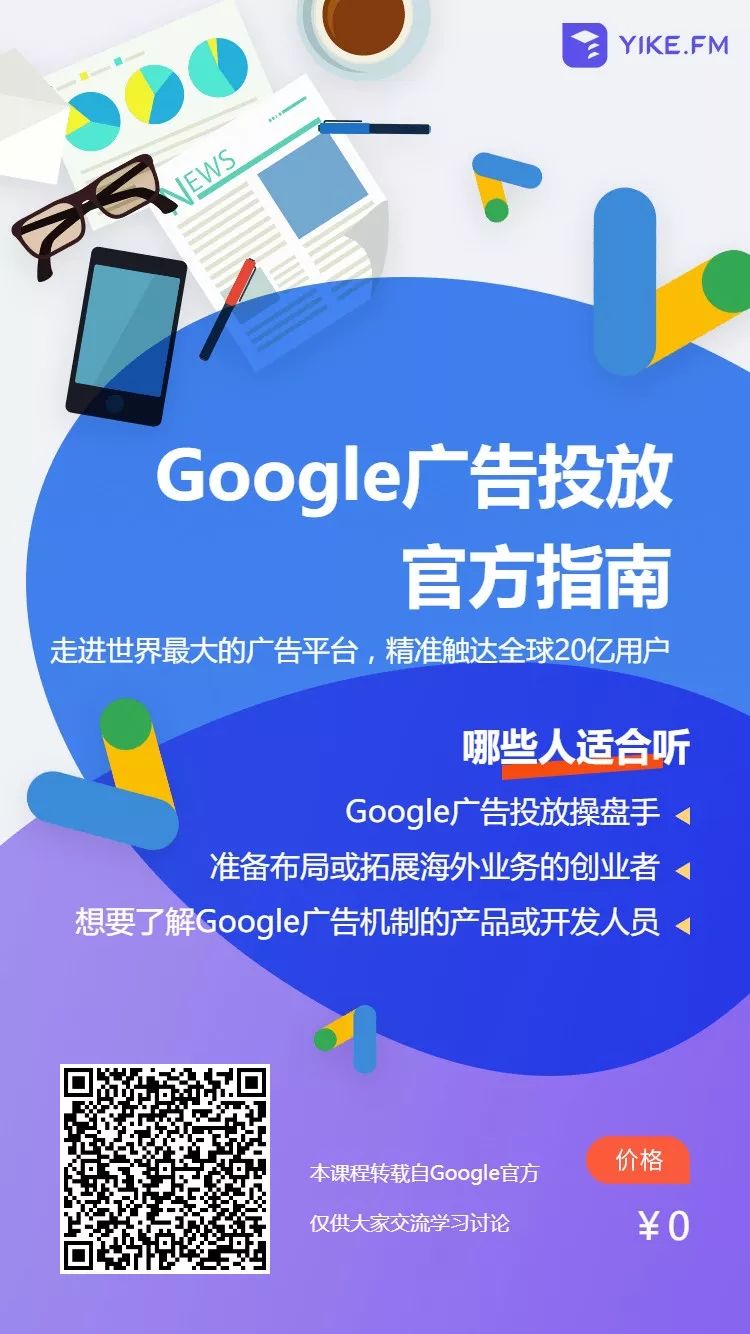 YIKE.FM
NEWS
Google广告投放
官方指南
走进世界最大的广告平台，精准触达全球20亿用户
哪些人适合听
Google广告投放操盘手
准备布局或拓展海外业务的创业者
想要了解Google广告机制的产品或开发人员
本课程转载自Google官方
仅供大家交流学习讨论
价格
¥0